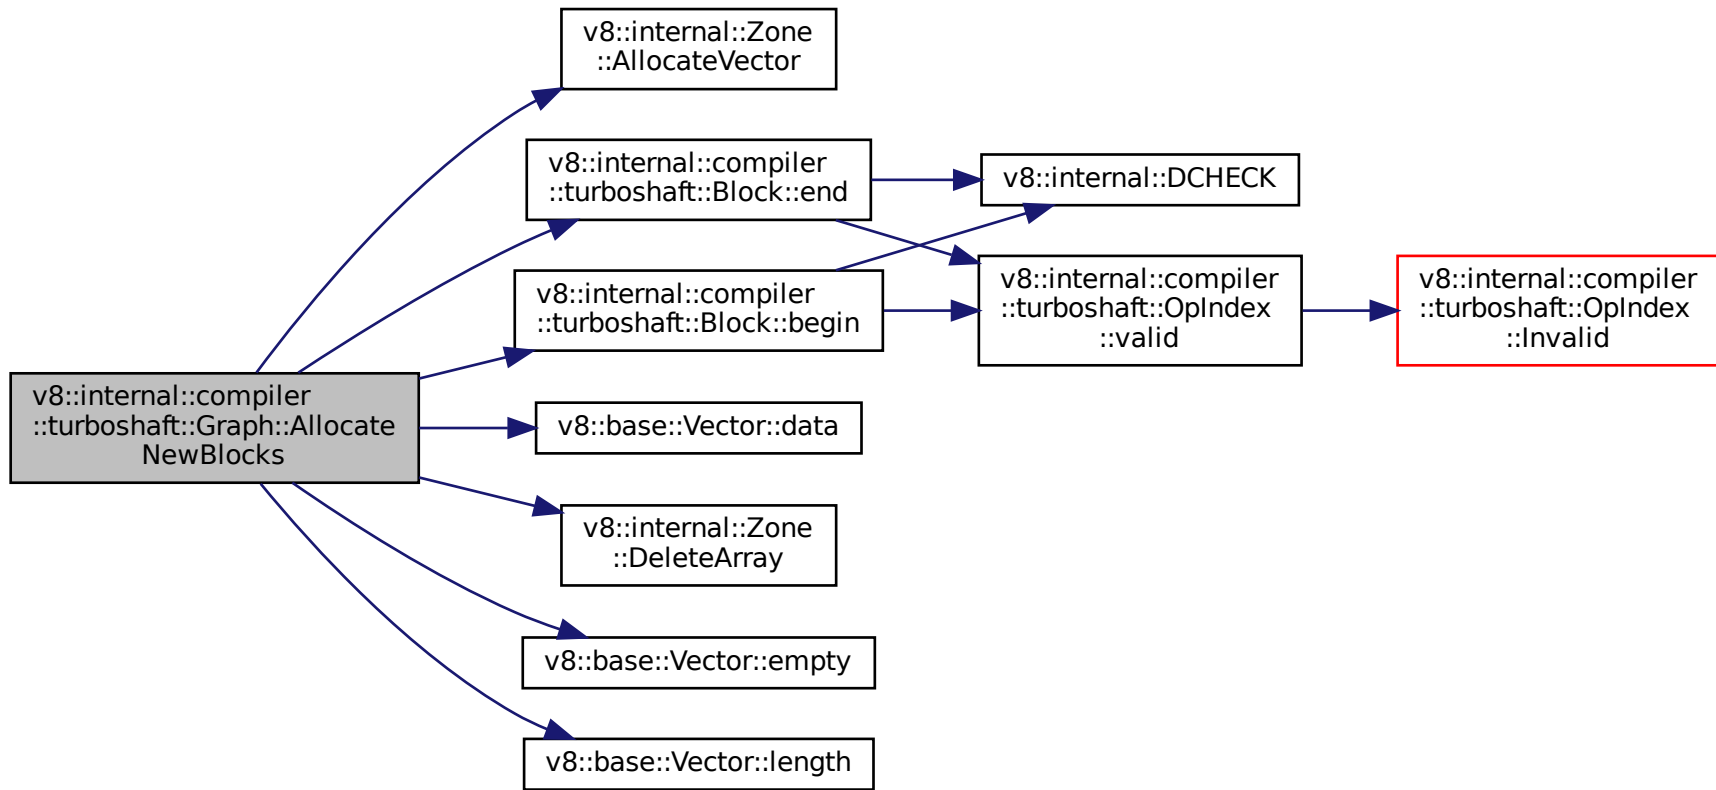 v8::internal::Zone
::AllocateVector
v8::internal::compiler
::turboshaft::Block::end
v8::internal::DCHECK
v8::internal::compiler
::turboshaft::Block::begin
v8::internal::compiler
::turboshaft::OpIndex
::valid
v8::internal::compiler
::turboshaft::OpIndex
::Invalid
v8::internal::compiler
::turboshaft::Graph::Allocate
NewBlocks
v8::base::Vector::data
v8::internal::Zone
::DeleteArray
v8::base::Vector::empty
v8::base::Vector::length